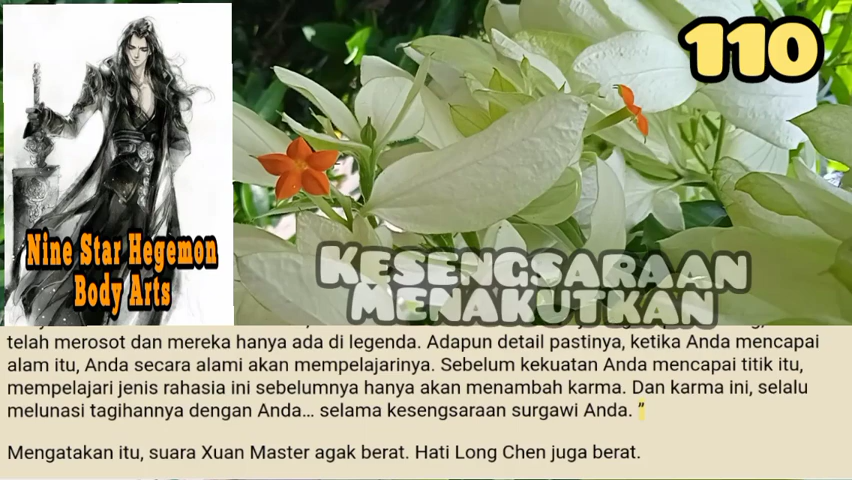 110
Nine Star Hegemon
Body Arts
KESENGSARAAN
MENAKUTKAN
telah merosot dan mereka hanya ada di legenda. Adapun detail pastinya, ketika Anda mencapai
alam itu, Anda secara alami akan mempelajarinya. Sebelum kekuatan Anda mencapai titik itu,
mempelajari jenis rahasia ini sebelumnya hanya akan menambah karma. Dan karma ini, selalu
melunasi tagihannya dengan Anda… selama kesengsaraan surgawi Anda. ”
Mengatakan itu, suara Xuan Master agak berat. Hati Long Chen juga berat.